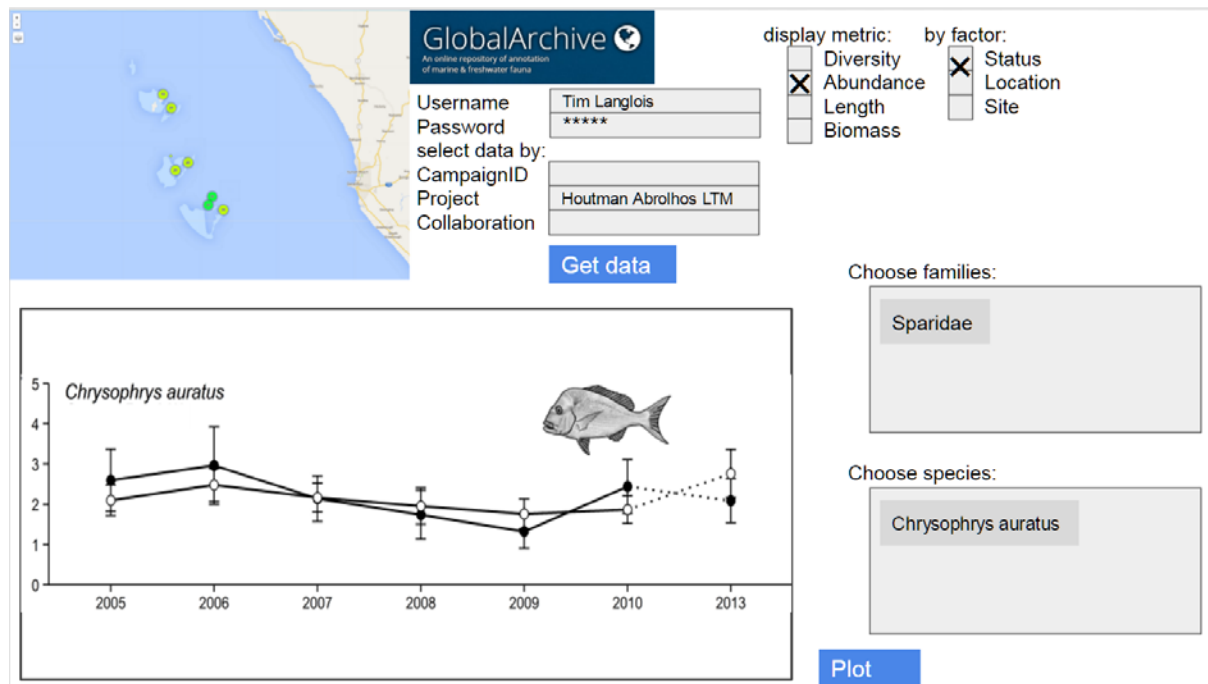 GlobalArchive
An online repository of annotation
of marine & freshwater fauna
Username
Tim Langlois
Password
*****
select data by:
CampaignID
Project
Houtman Abrolhos LTM
Collaboration
Get data
display metric:
Diversity
Abundance
Length
Biomass
by factor:
Status
Location
Site
Choose families:
Sparidae
Choose species:
Chrysophrys auratus
Plot
Chrysophrys auratus
5
4
3
2
1
0
2005 2006 2007 2008 2009 2010 2013